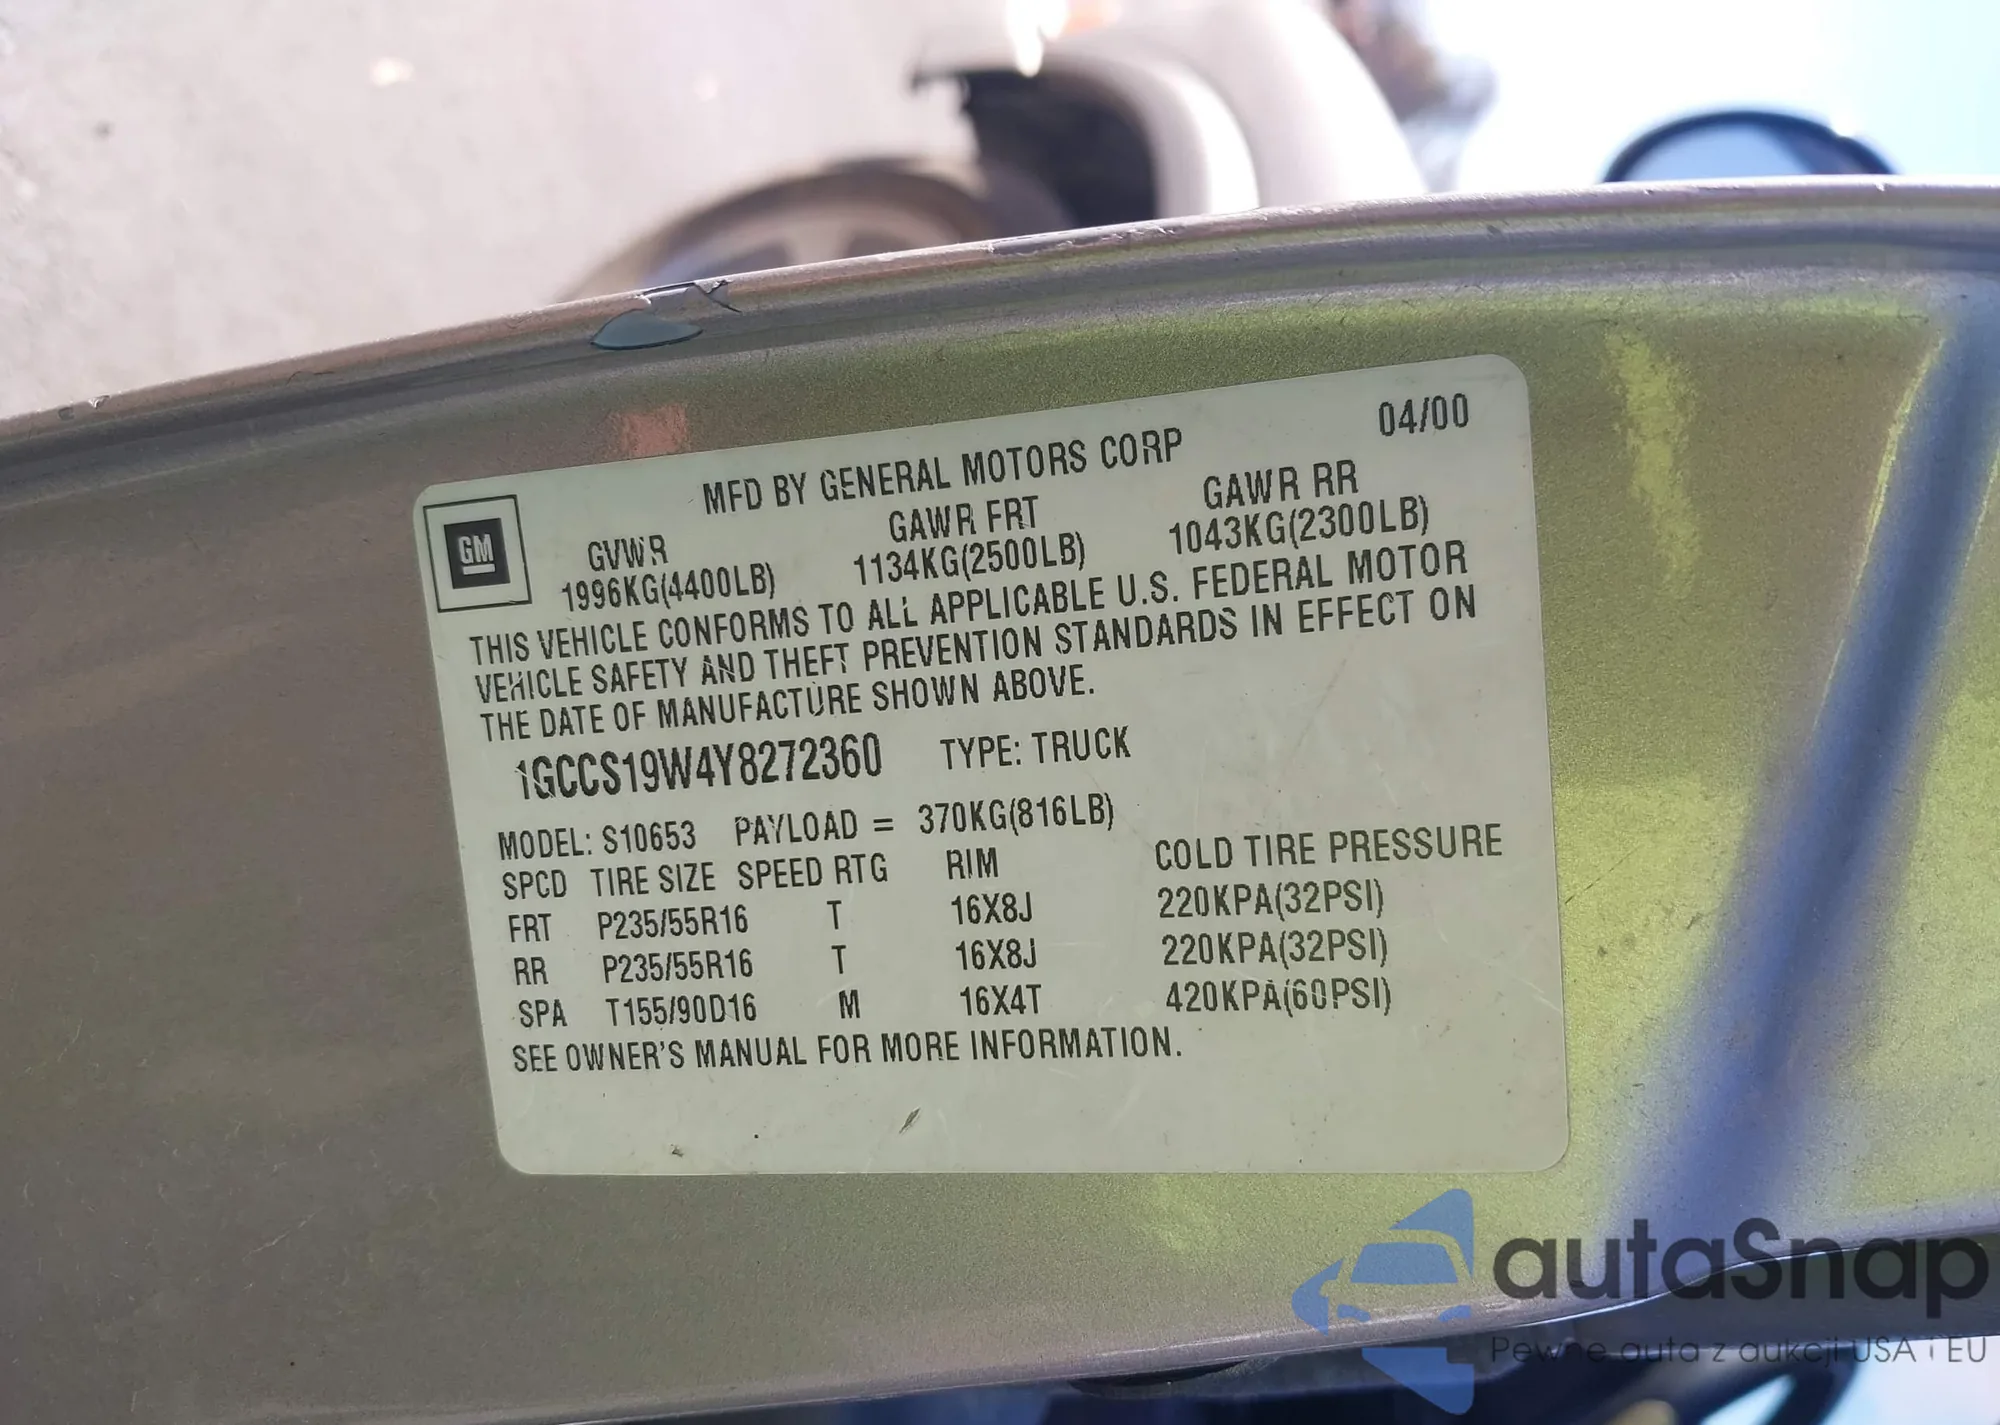 04/00
MFD BY GENERAL MOTORS CORP
GM
GVWR GAWR FRT GAWR RR
1996KG(4400LB) 1134KG(2500LB) 1043KG(2300LB)
THIS VEHICLE CONFORMS TO ALL APPLICABLE U.S. FEDERAL MOTOR
VEHICLE SAFETY AND THEFT PREVENTION STANDARDS IN EFFECT ON
THE DATE OF MANUFACTURE SHOWN ABOVE.
1GCCS19W4Y8272360 TYPE: TRUCK
MODEL: S10653 PAYLOAD = 370KG(816LB)
SPCD TIRE SIZE SPEED RTG RIM COLD TIRE PRESSURE
FRT P235/55R16 T 16X8J 220KPA(32PSI)
RR P235/55R16 T 16X8J 220KPA(32PSI)
SPA T155/90D16 M 16X4T 420KPA(60PSI)
SEE OWNER'S MANUAL FOR MORE INFORMATION.
autaSnap
Pewne auta z aukcji USA i EU